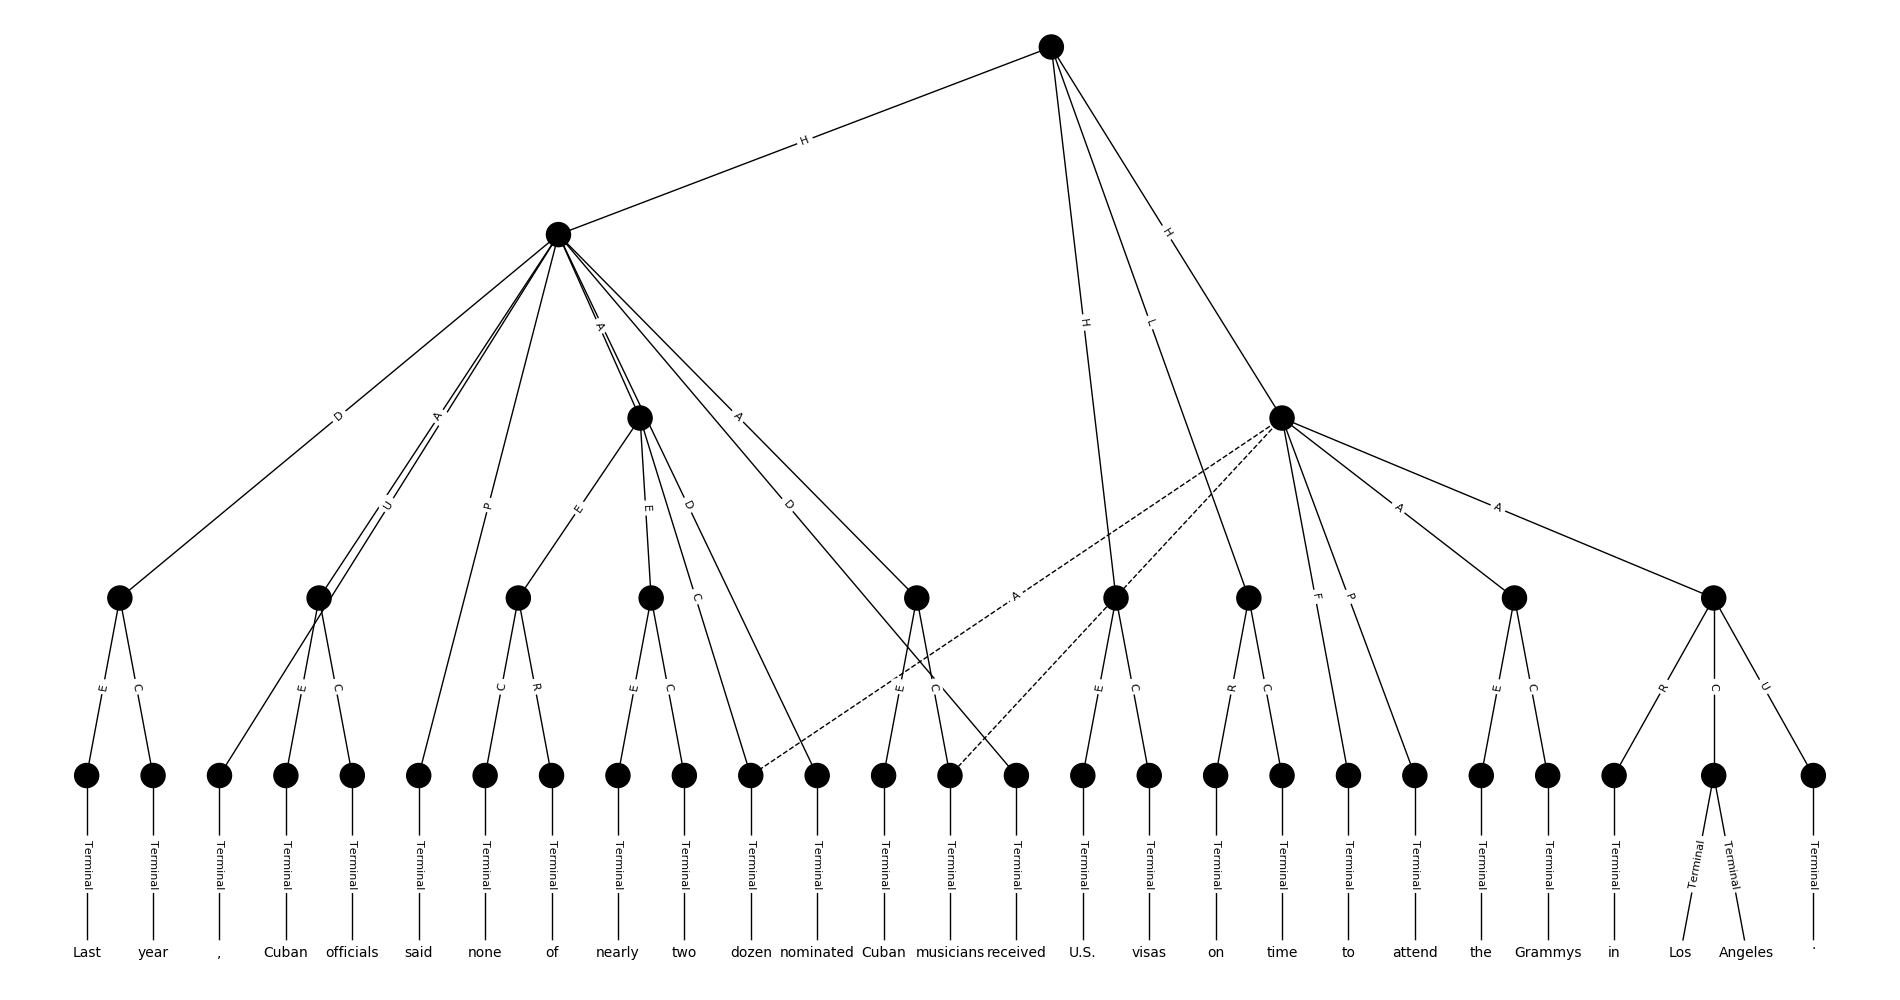 H
H
H
L
H
A
D
A
A
U
P
E
E
D
D
A
A
C
A
F
P
E
C
E
C
C
R
E
C
E
C
E
C
R
C
E
C
R
C
U
Terminal Terminal Terminal Terminal Terminal Terminal Terminal Terminal Terminal Terminal Terminal Terminal Terminal Terminal Terminal Terminal Terminal Terminal Terminal Terminal Terminal Terminal Terminal Terminal Terminal Terminal Terminal
Last year , Cuban officials said none of nearly two dozen nominated Cuban musicians received U.S. visas on time to attend the Grammys in Los Angeles .